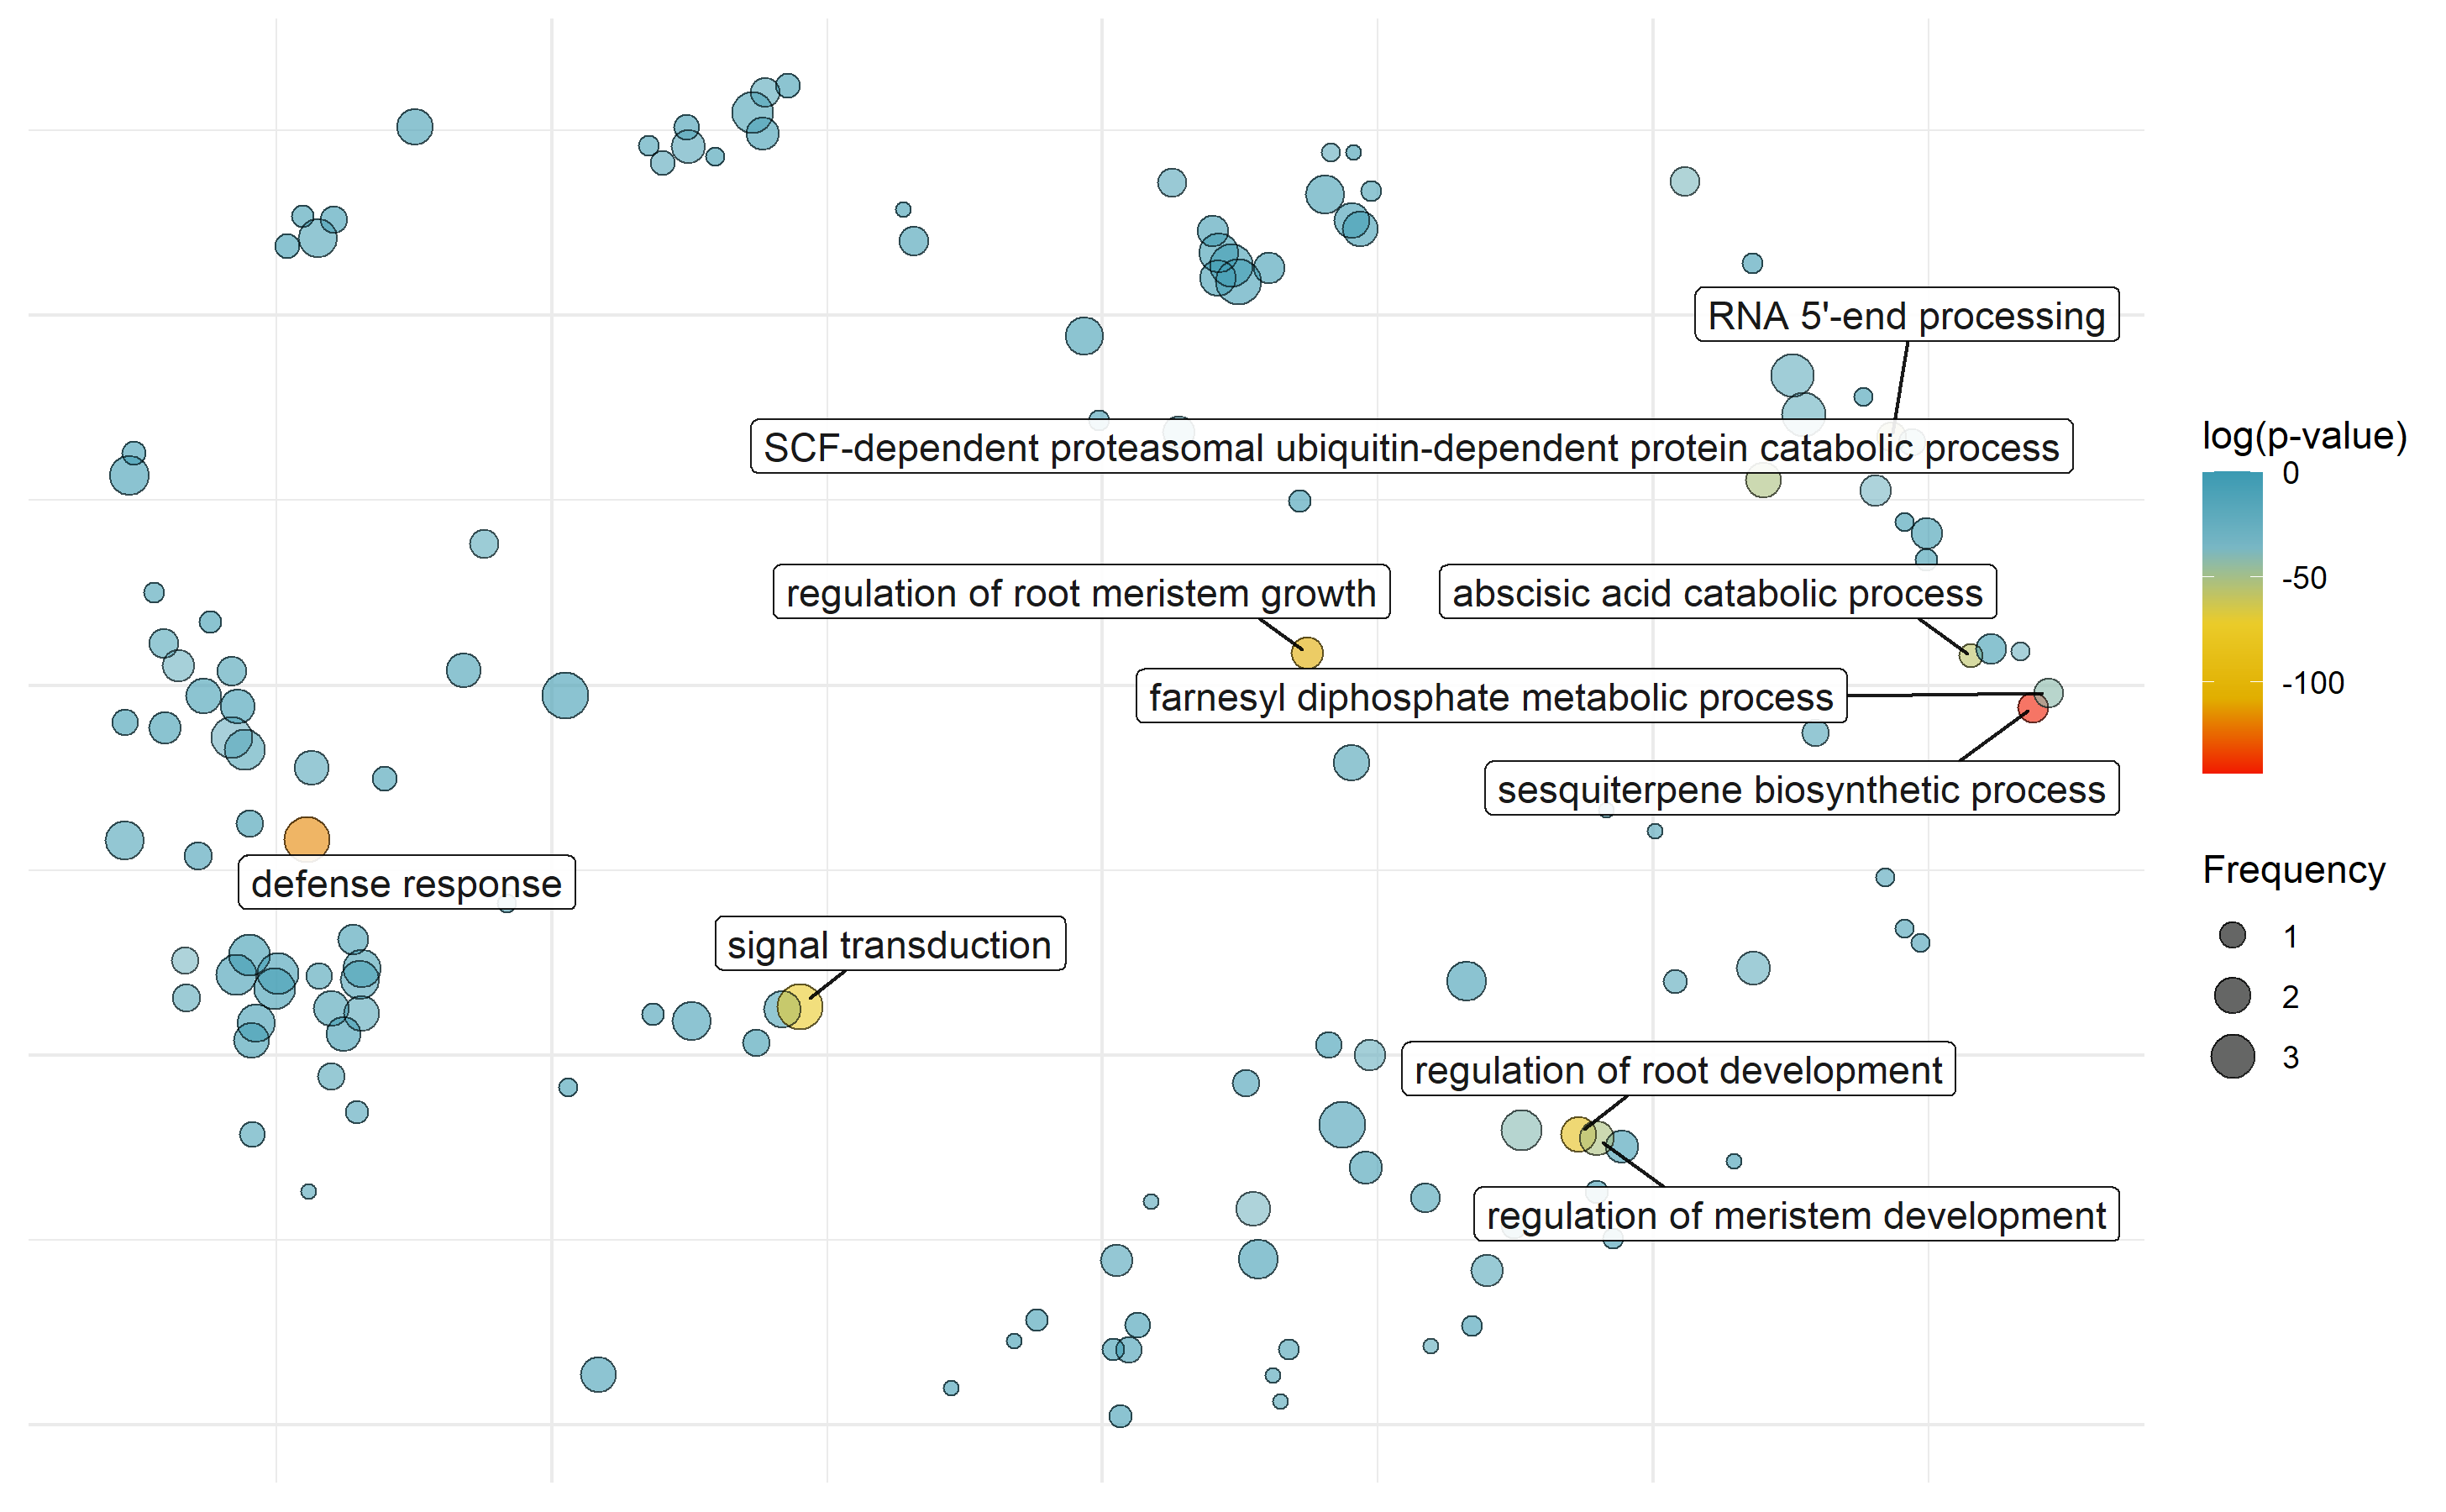 RNA 5'-end processing
SCF-dependent proteasomal ubiquitin-dependent protein catabolic process
regulation of root meristem growth
abscisic acid catabolic process
farnesyl diphosphate metabolic process
sesquiterpene biosynthetic process
defense response
signal transduction
regulation of root development
regulation of meristem development
log(p-value)
0
-50
-100
Frequency
1
2
3